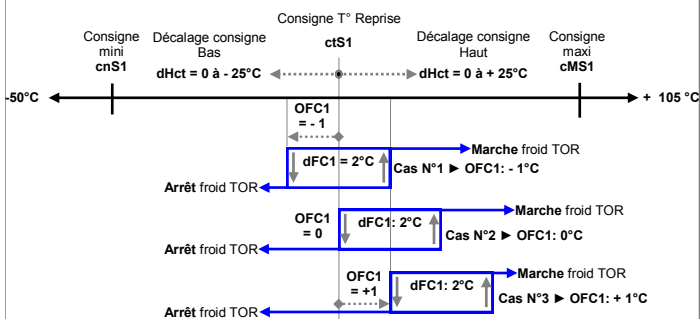 Consigne T° Reprise
ctS1
Consigne
mini
cnS1
Décalage consigne
Bas
dHct = 0 à - 25°C
Décalage consigne
Haut
dHct = 0 à + 25°C
Consigne
maxi
cMS1
-50°C
+ 105 °C
OFC1
= - 1
Marche froid TOR
dFC1 = 2°C
Cas N°1 ► OFC1: - 1°C
Arrêt froid TOR
OFC1
= 0
Marche froid TOR
dFC1: 2°C
Cas N°2 ► OFC1: 0°C
Arrêt froid TOR
OFC1
= +1
Marche froid TOR
dFC1: 2°C
Cas N°3 ► OFC1: + 1°C
Arrêt froid TOR